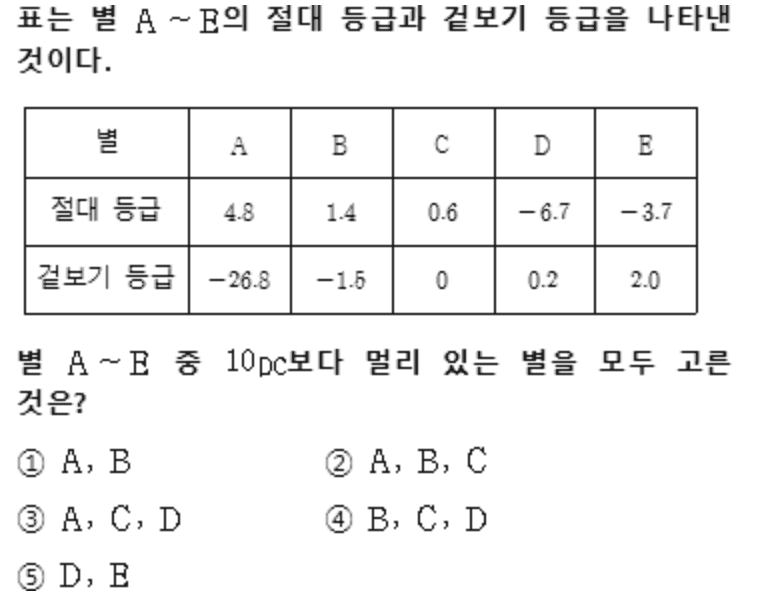 표는 별 A ~ E의 절대 등급과 겉보기 등급을 나타낸
것이다.
별 A B C D E
절대 등급 4.8 1.4 0.6 -6.7 -3.7
겉보기 등급 -26.8 -1.5 0 0.2 2.0
별 A ~ E 중 10pc보다 멀리 있는 별을 모두 고른
것은?
① A, B ② A, B, C
③ A, C, D ④ B, C, D
⑤ D, E